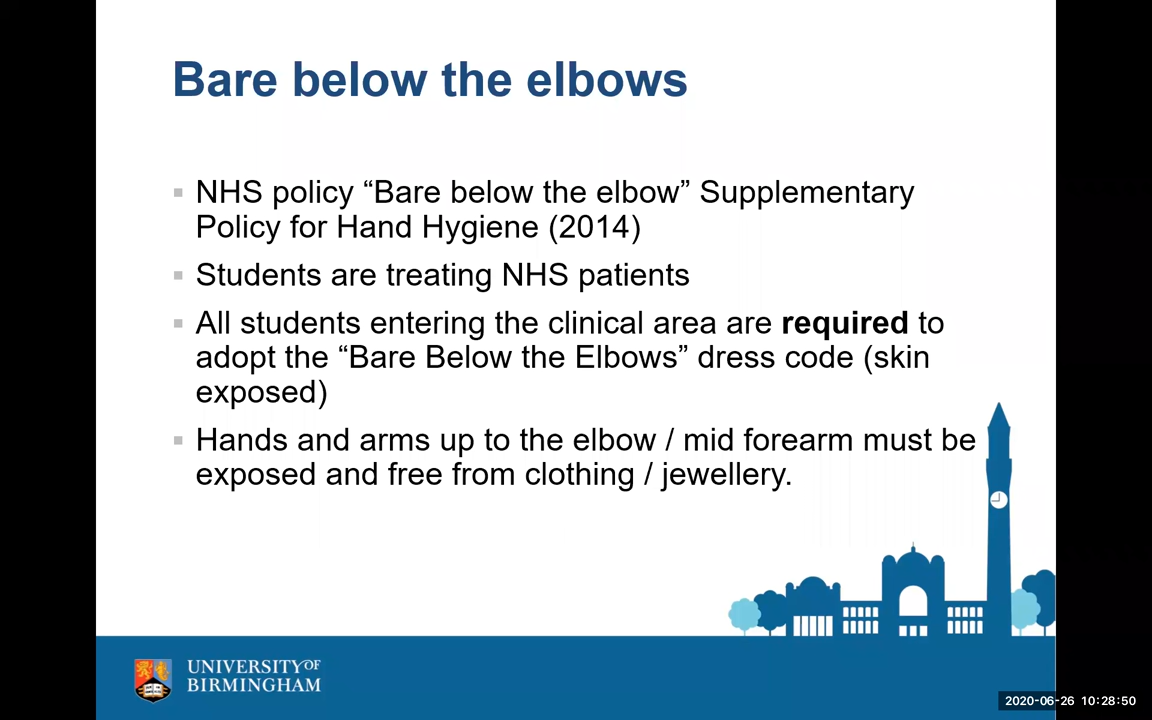 Bare below the elbows
▪ NHS policy “Bare below the elbow” Supplementary
Policy for Hand Hygiene (2014)
▪ Students are treating NHS patients
▪ All students entering the clinical area are required to
adopt the “Bare Below the Elbows” dress code (skin
exposed)
▪ Hands and arms up to the elbow / mid forearm must be
exposed and free from clothing / jewellery.
UNIVERSITYOF
BIRMINGHAM
2020-06-26 10:28:50